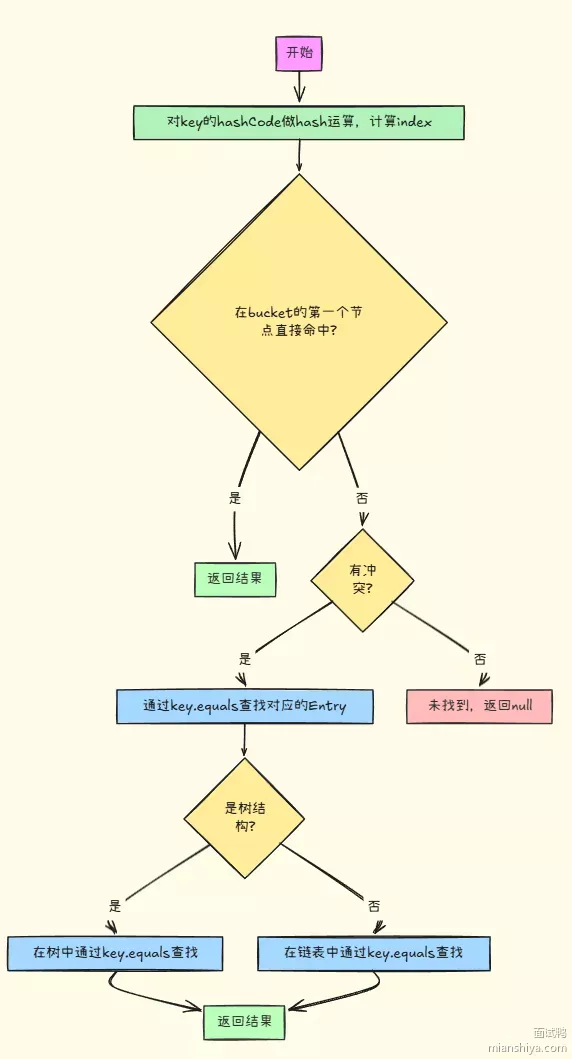 开始
对key的hashCode做hash运算，计算index
在bucket的第一个节
点直接命中?
是
否
返回结果
有冲
突?
是
否
通过key.equals查找对应的Entry
未找到，返回null
是树结
构?
是
否
在树中通过key.equals查找
在链表中通过key.equals查找
返回结果
面试鸭
mianshiya.com